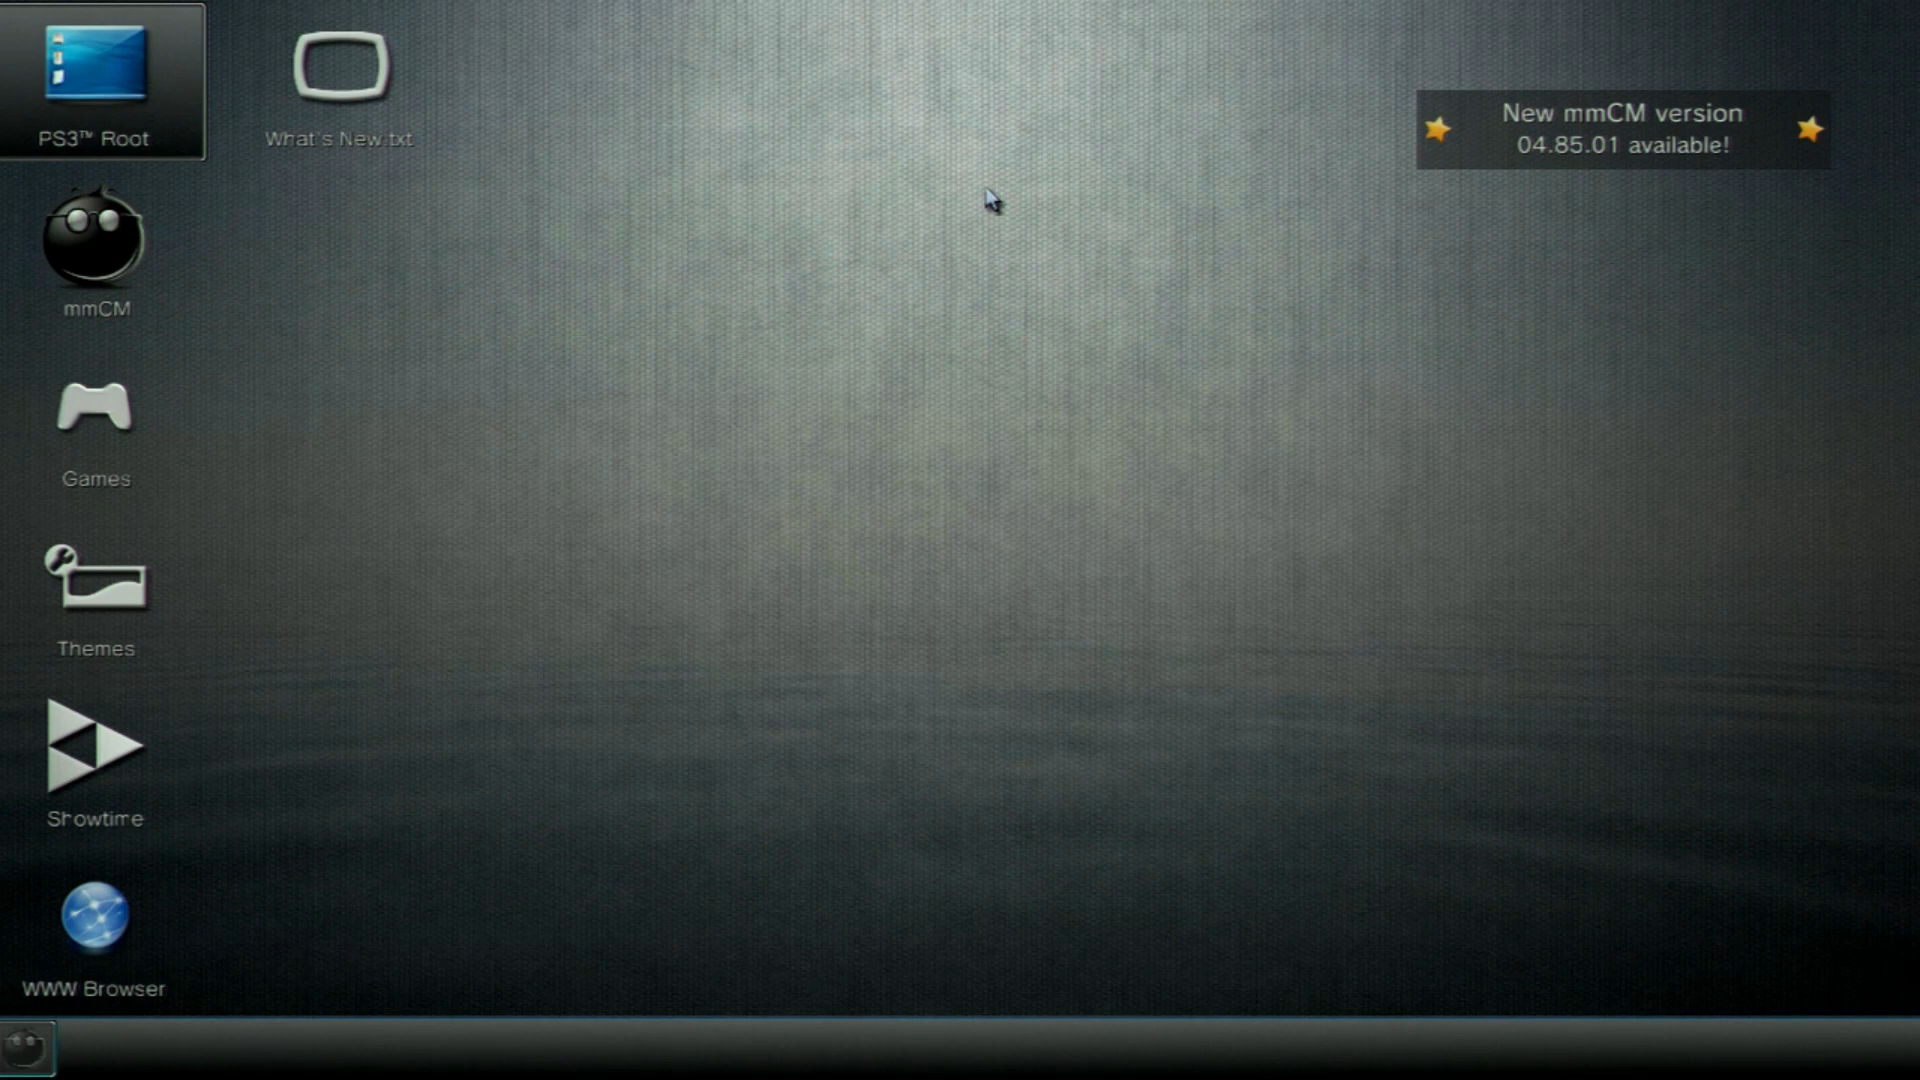 PS3™ Root
What's New.txt
New mmCM version
04.85.01 available!
mmCM
Games
Themes
Showtime
WWW Browser